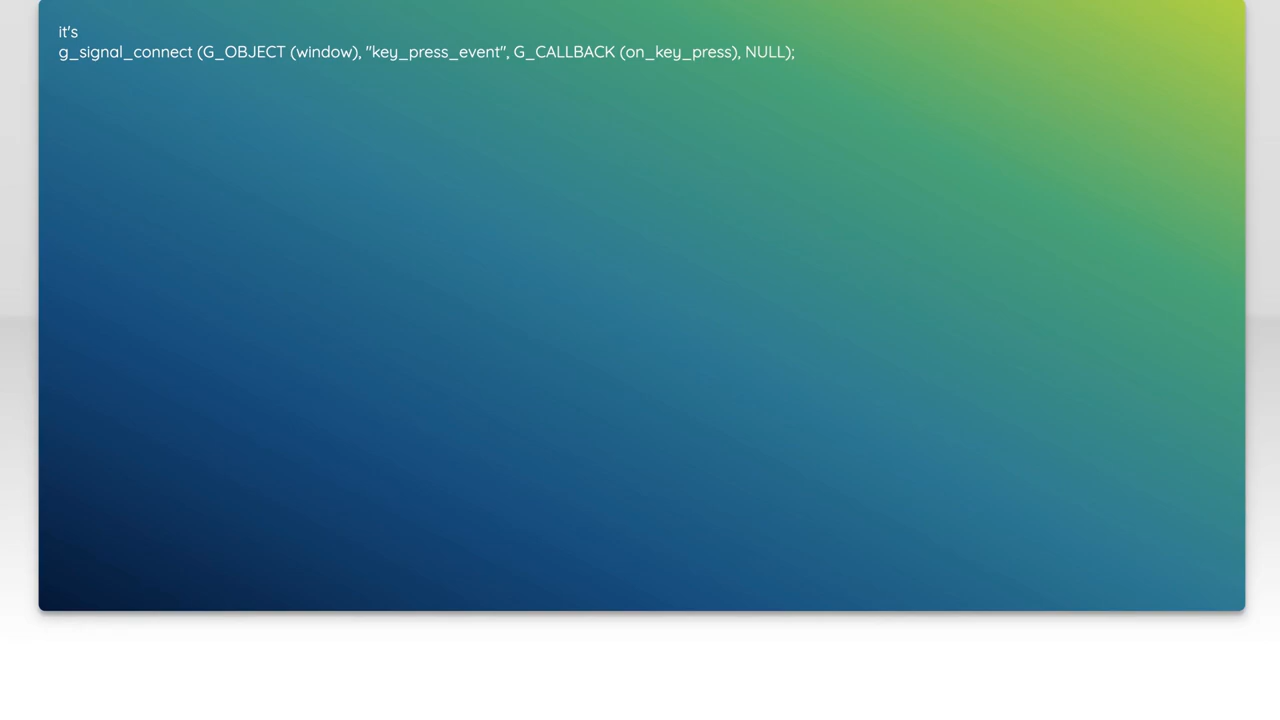 it's
g_signal_connect (G_OBJECT (window), "key_press_event", G_CALLBACK (on_key_press), NULL);